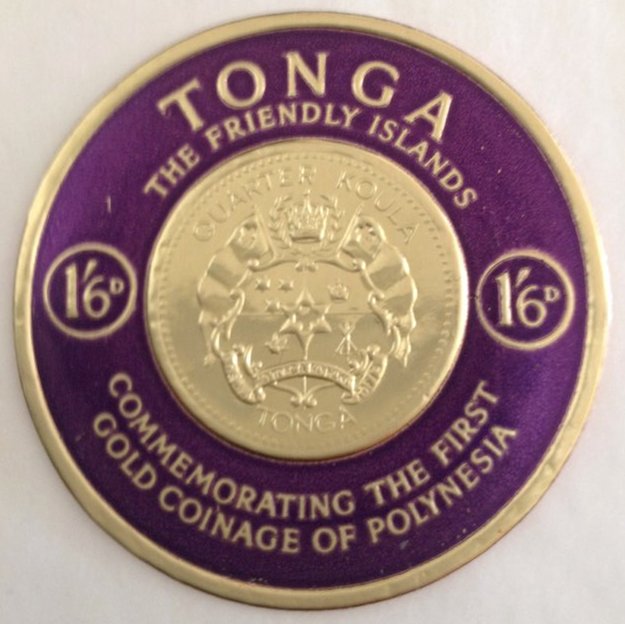 TONGA
THE FRIENDLY ISLANDS
QUARTER KOULA
1'6D
1'6D
TONGA
COMMEMORATING THE FIRST
GOLD COINAGE OF POLYNESIA